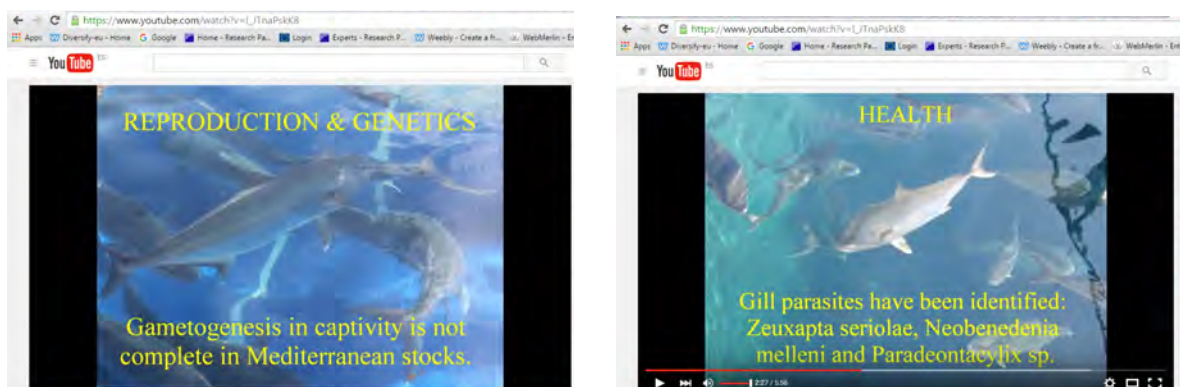 https://www.youtube.com/watch?v=l_JTnaPskK8
Apps Diversify-eu - Home Google Home - Research Pa... Login Experts - Research P... Weebly - Create a fr... WebMerlin - En
YouTube ES
REPRODUCTION & GENETICS
Gametogenesis in captivity is not
complete in Mediterranean stocks.
https://www.youtube.com/watch?v=l_JTnaPskK8
Apps Diversify-eu - Home Google Home - Research Pa... Login Experts - Research P... Weebly - Create a fr... WebMerlin - Ent
YouTube ES
HEALTH
Gill parasites have been identified:
Zeuxapta seriolae, Neobenedenia
melleni and Paradeontacylix sp.
2:27 / 5:56